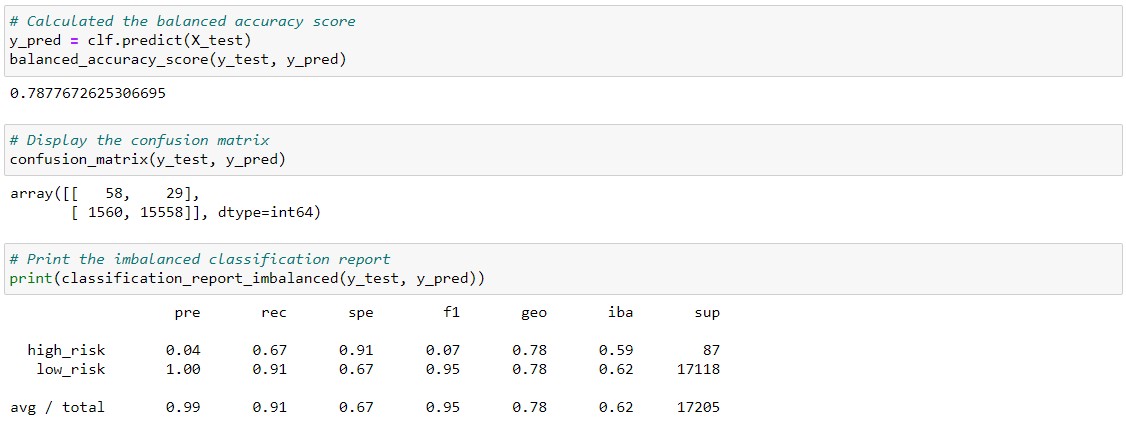 # Calculated the balanced accuracy score
y_pred = clf.predict(X_test)
balanced_accuracy_score(y_test, y_pred)
0.7877672625306695
# Display the confusion matrix
confusion_matrix(y_test, y_pred)
array([[   58,    29],
       [ 1560, 15558]], dtype=int64)
# Print the imbalanced classification report
print(classification_report_imbalanced(y_test, y_pred))
                   pre       rec       spe        f1       geo       iba       sup
  high_risk       0.04      0.67      0.91      0.07      0.78      0.59        87
   low_risk       1.00      0.91      0.67      0.95      0.78      0.62     17118
avg / total       0.99      0.91      0.67      0.95      0.78      0.62     17205